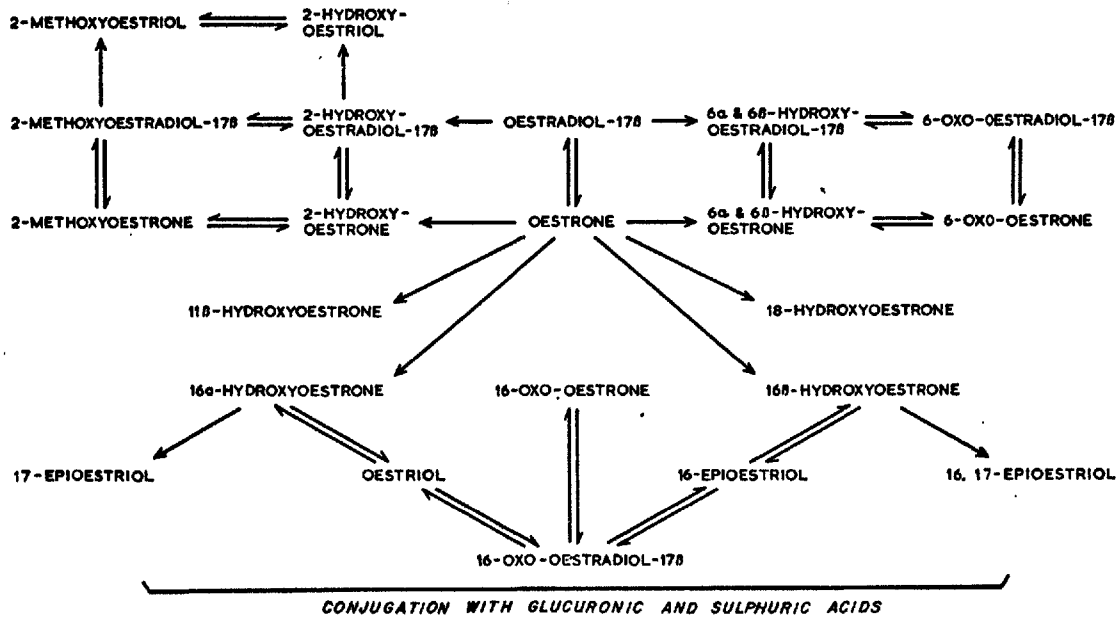 2-METHOXYOESTRIOL
2-HYDROXY-
OESTRIOL
2-METHOXYOESTRADIOL-17β
2-HYDROXY-
OESTRADIOL-17β
OESTRADIOL-17β
6α & 6β-HYDROXY-
OESTRADIOL-17β
6-OXO-OESTRADIOL-17β
2-METHOXYOESTRONE
2-HYDROXY-
OESTRONE
OESTRONE
6α & 6β-HYDROXY-
OESTRONE
6-OXO-OESTRONE
11β-HYDROXYOESTRONE
18-HYDROXYOESTRONE
16α-HYDROXYOESTRONE
16-OXO-OESTRONE
16β-HYDROXYOESTRONE
17-EPIOESTRIOL
OESTRIOL
16-EPIOESTRIOL
16, 17-EPIOESTRIOL
16-OXO-OESTRADIOL-17β
CONJUGATION WITH GLUCURONIC AND SULPHURIC ACIDS